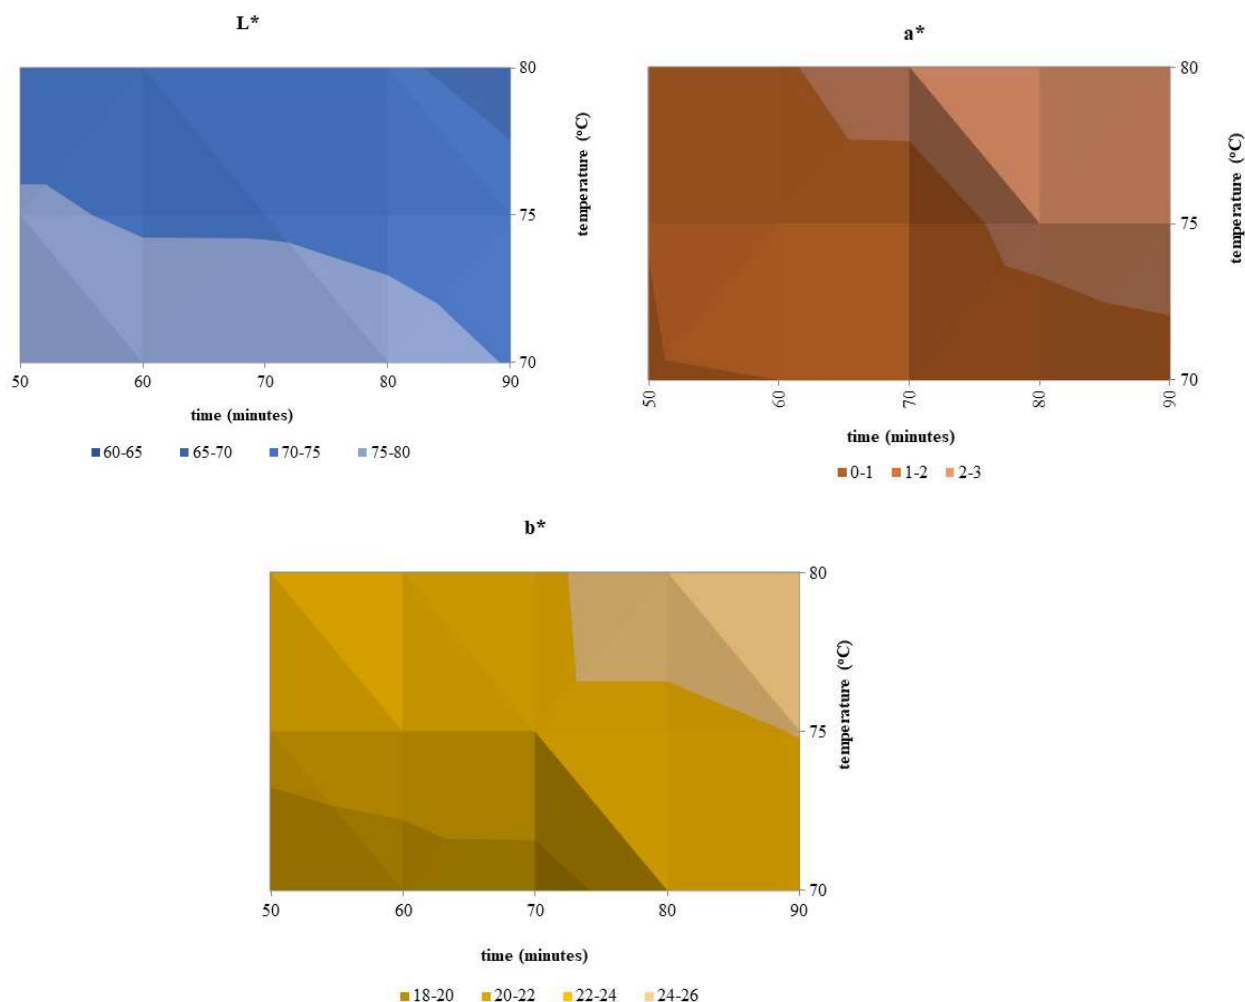 L*
80
75
70
temperature (°C)
50 60 70 80 90
time (minutes)
60-65 65-70 70-75 75-80
a*
80
75
70
temperature (°C)
50 60 70 80 90
time (minutes)
0-1 1-2 2-3
b*
80
75
70
temperature (°C)
50 60 70 80 90
time (minutes)
18-20 20-22 22-24 24-26